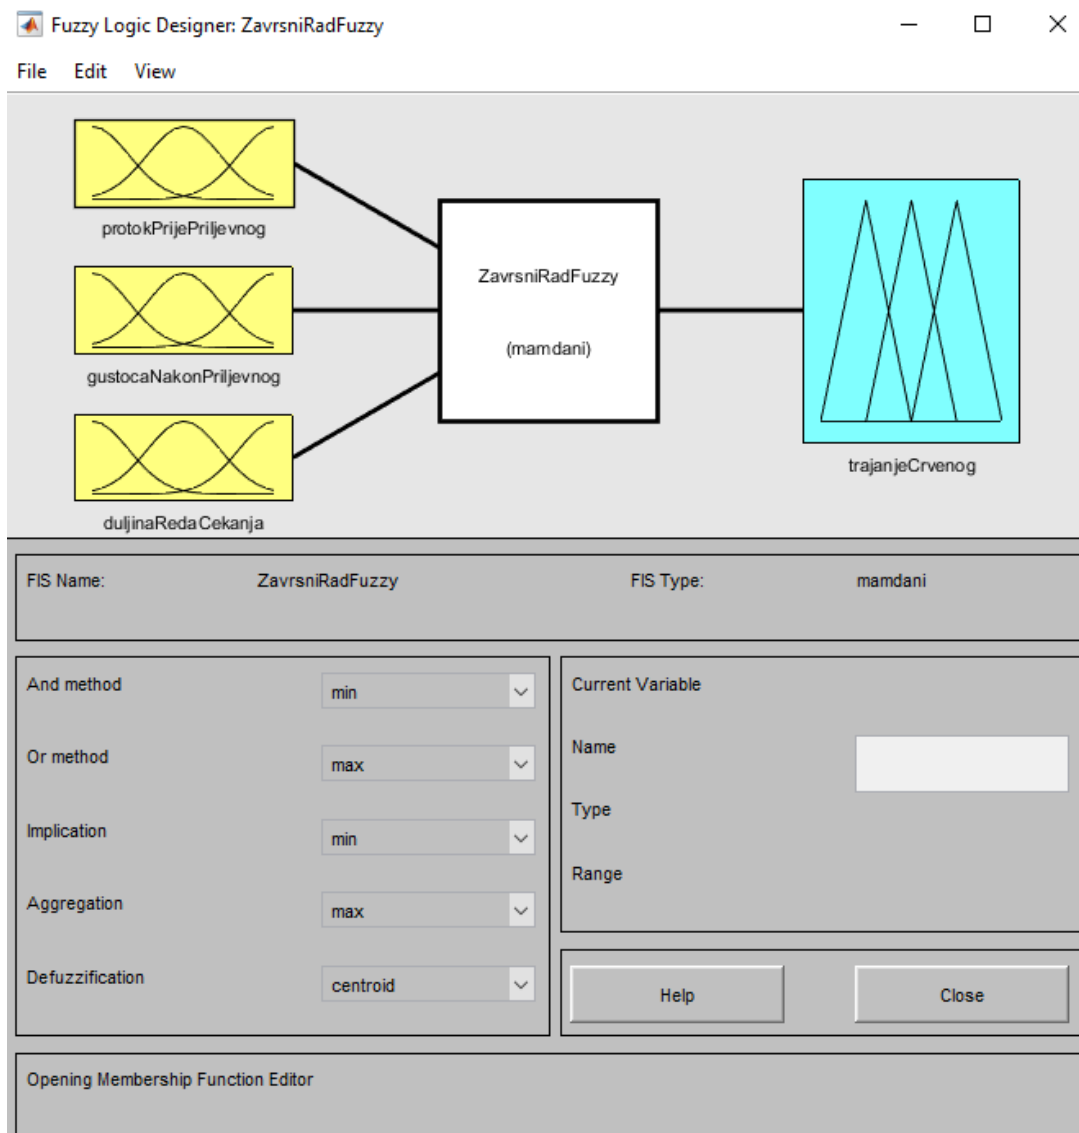 Fuzzy Logic Designer: ZavrsniRadFuzzy
File Edit View
protokPrijePriljevnog
gustocaNakonPriljevnog
duljinaRedaCekanja
ZavrsniRadFuzzy
(mamdani)
trajanjeCrvenog
FIS Name: ZavrsniRadFuzzy FIS Type: mamdani
And method min
Or method max
Implication min
Aggregation max
Defuzzification centroid
Current Variable
Name
Type
Range
Help Close
Opening Membership Function Editor